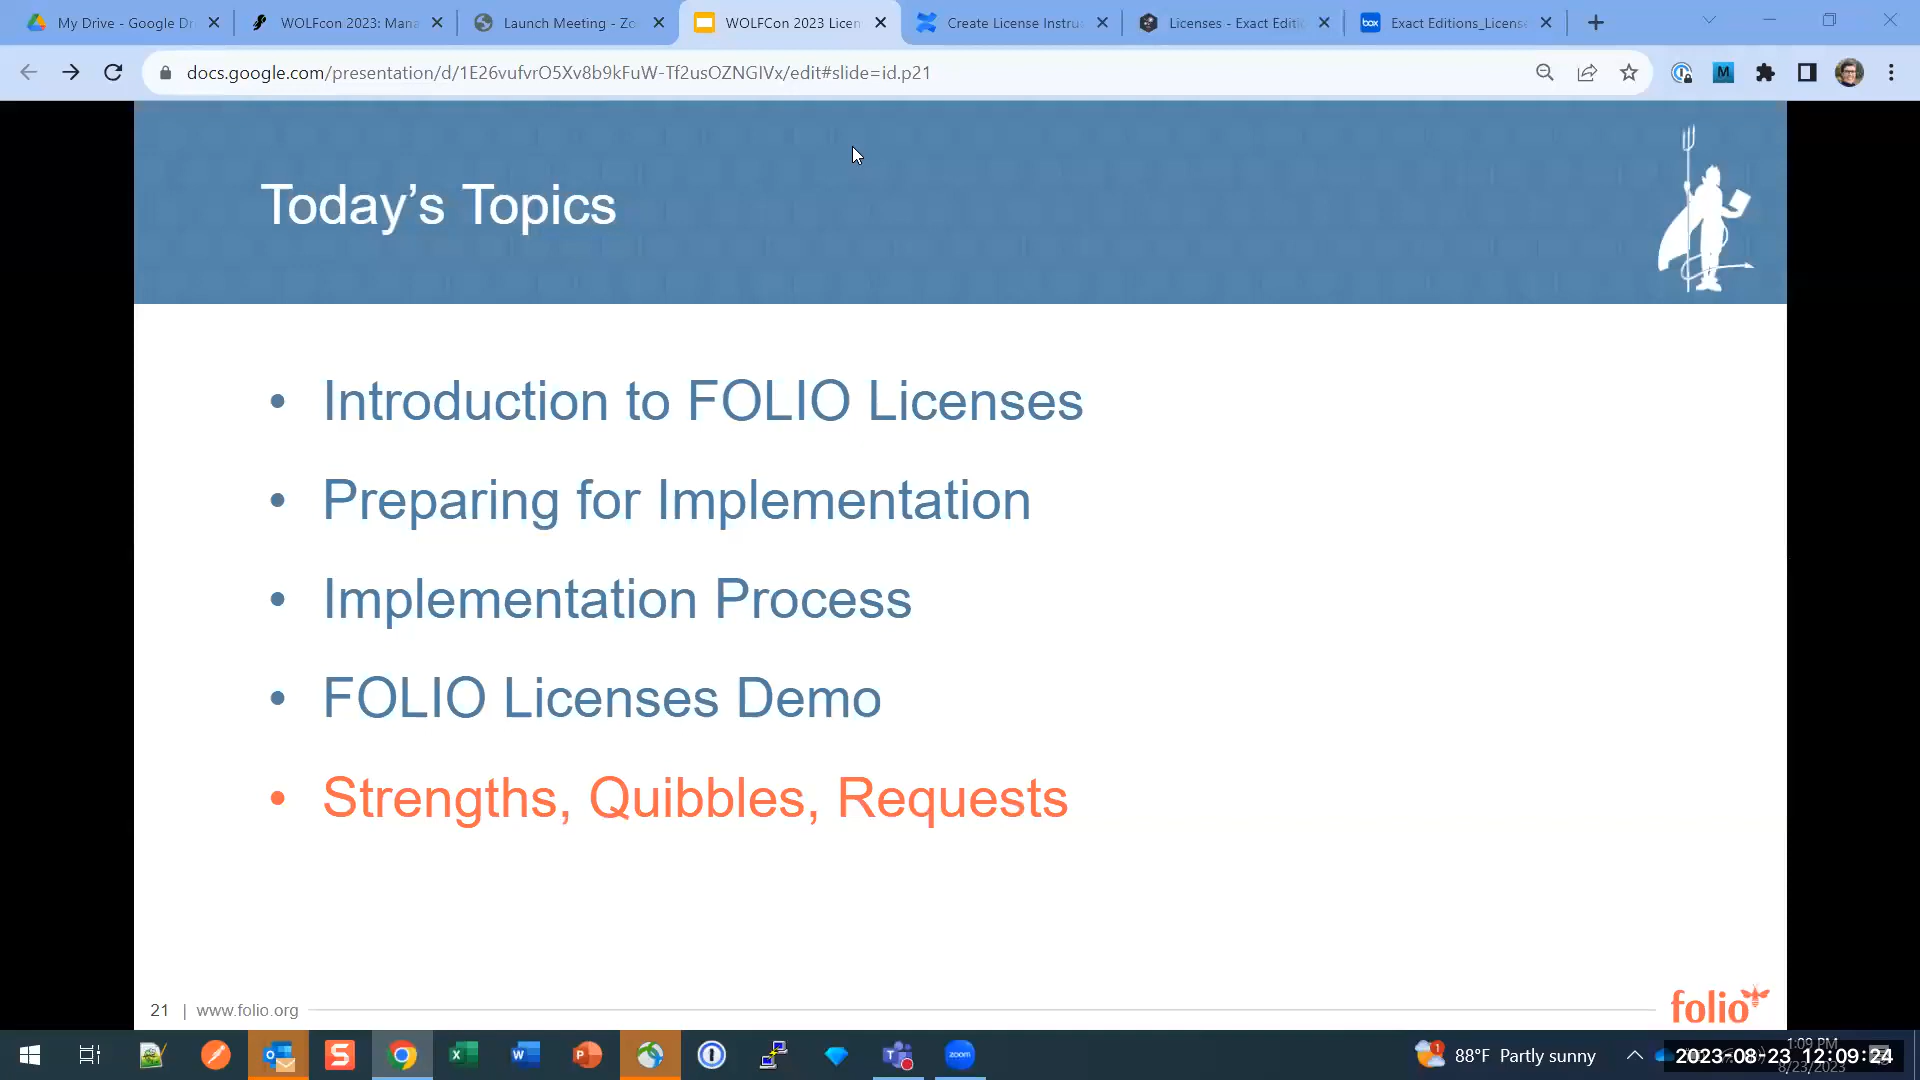 My Drive - Google Dr
WOLFcon 2023: Mana
Launch Meeting - Zo
WOLFCon 2023 Licen
Create License Instru
Licenses - Exact Editi
Exact Editions_License
docs.google.com/presentation/d/1E26vufvrO5Xv8b9kFuW-Tf2usOZNGIVx/edit#slide=id.p21
Today's Topics
• Introduction to FOLIO Licenses
• Preparing for Implementation
• Implementation Process
• FOLIO Licenses Demo
• Strengths, Quibbles, Requests
21 | www.folio.org
folio
88°F Partly sunny
1:09 PM
2023-08-23 12:09:24
8/23/2023